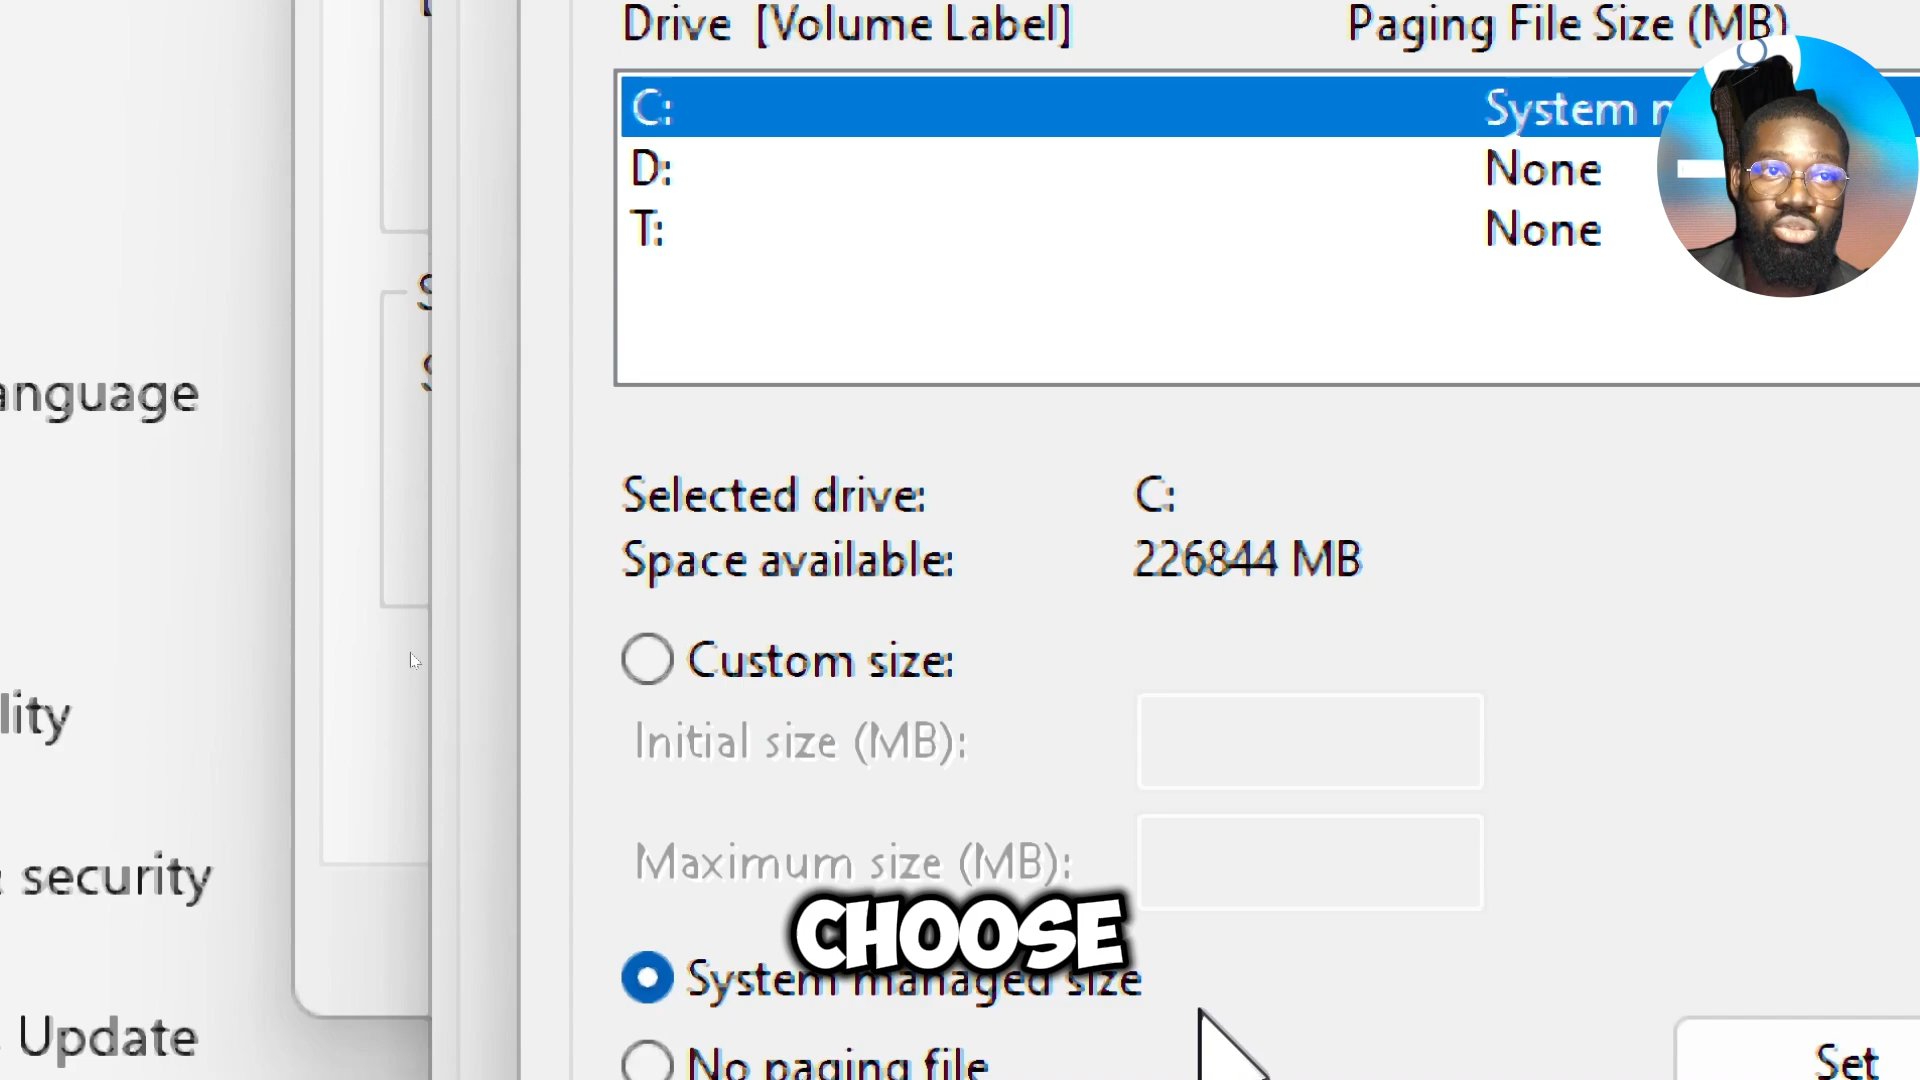 Drive [Volume Label] Paging File Size (MB)
C: System
D: None
T: None
anguage
Selected drive: C:
Space available: 226844 MB
Custom size:
lity
Initial size (MB):
Maximum size (MB):
security
CHOOSE
System managed size
Update
No paging file
Set